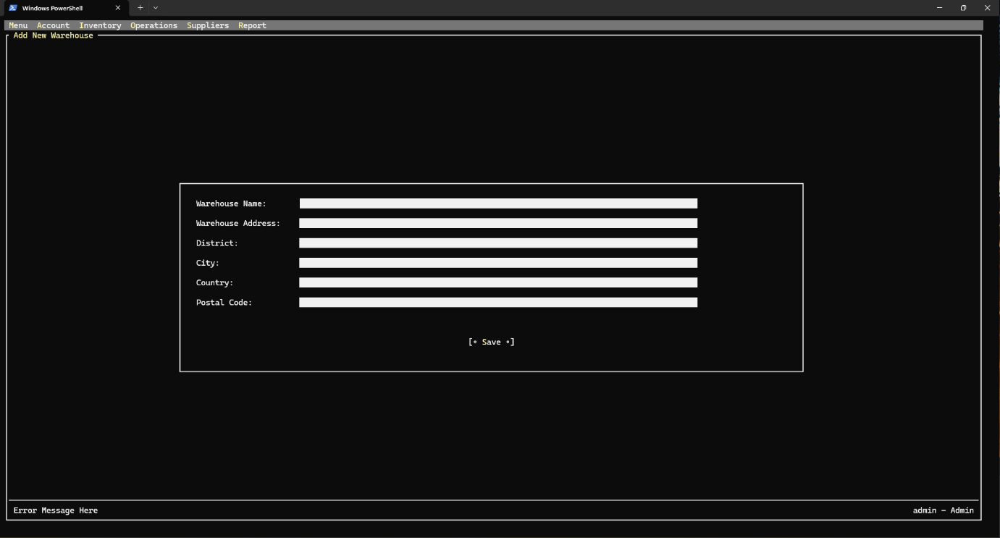 Windows PowerShell
Menu Account Inventory Operations Suppliers Report
Add New Warehouse
Warehouse Name:
Warehouse Address:
District:
City:
Country:
Postal Code:
[◦ Save ◦]
Error Message Here admin - Admin